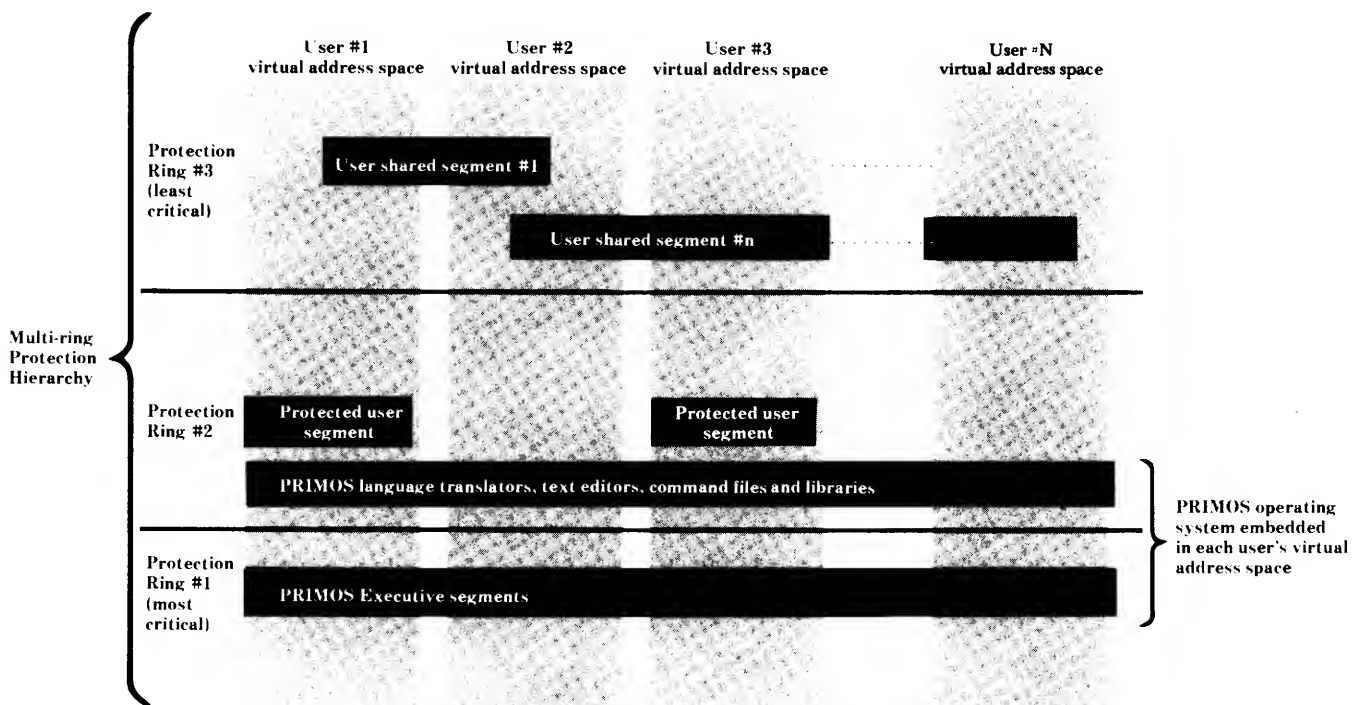 User #1
virtual address space
User #2
virtual address space
User #3
virtual address space
User #N
virtual address space
Protection
Ring #3
(least
critical)
User shared segment #1
User shared segment #n
Multi-ring
Protection
Hierarchy
Protection
Ring #2
Protected user
segment
Protected user
segment
PRIMOS language translators, text editors, command files and libraries
PRIMOS operating
system embedded
in each user's virtual
address space
Protection
Ring #1
(most
critical)
PRIMOS Executive segments